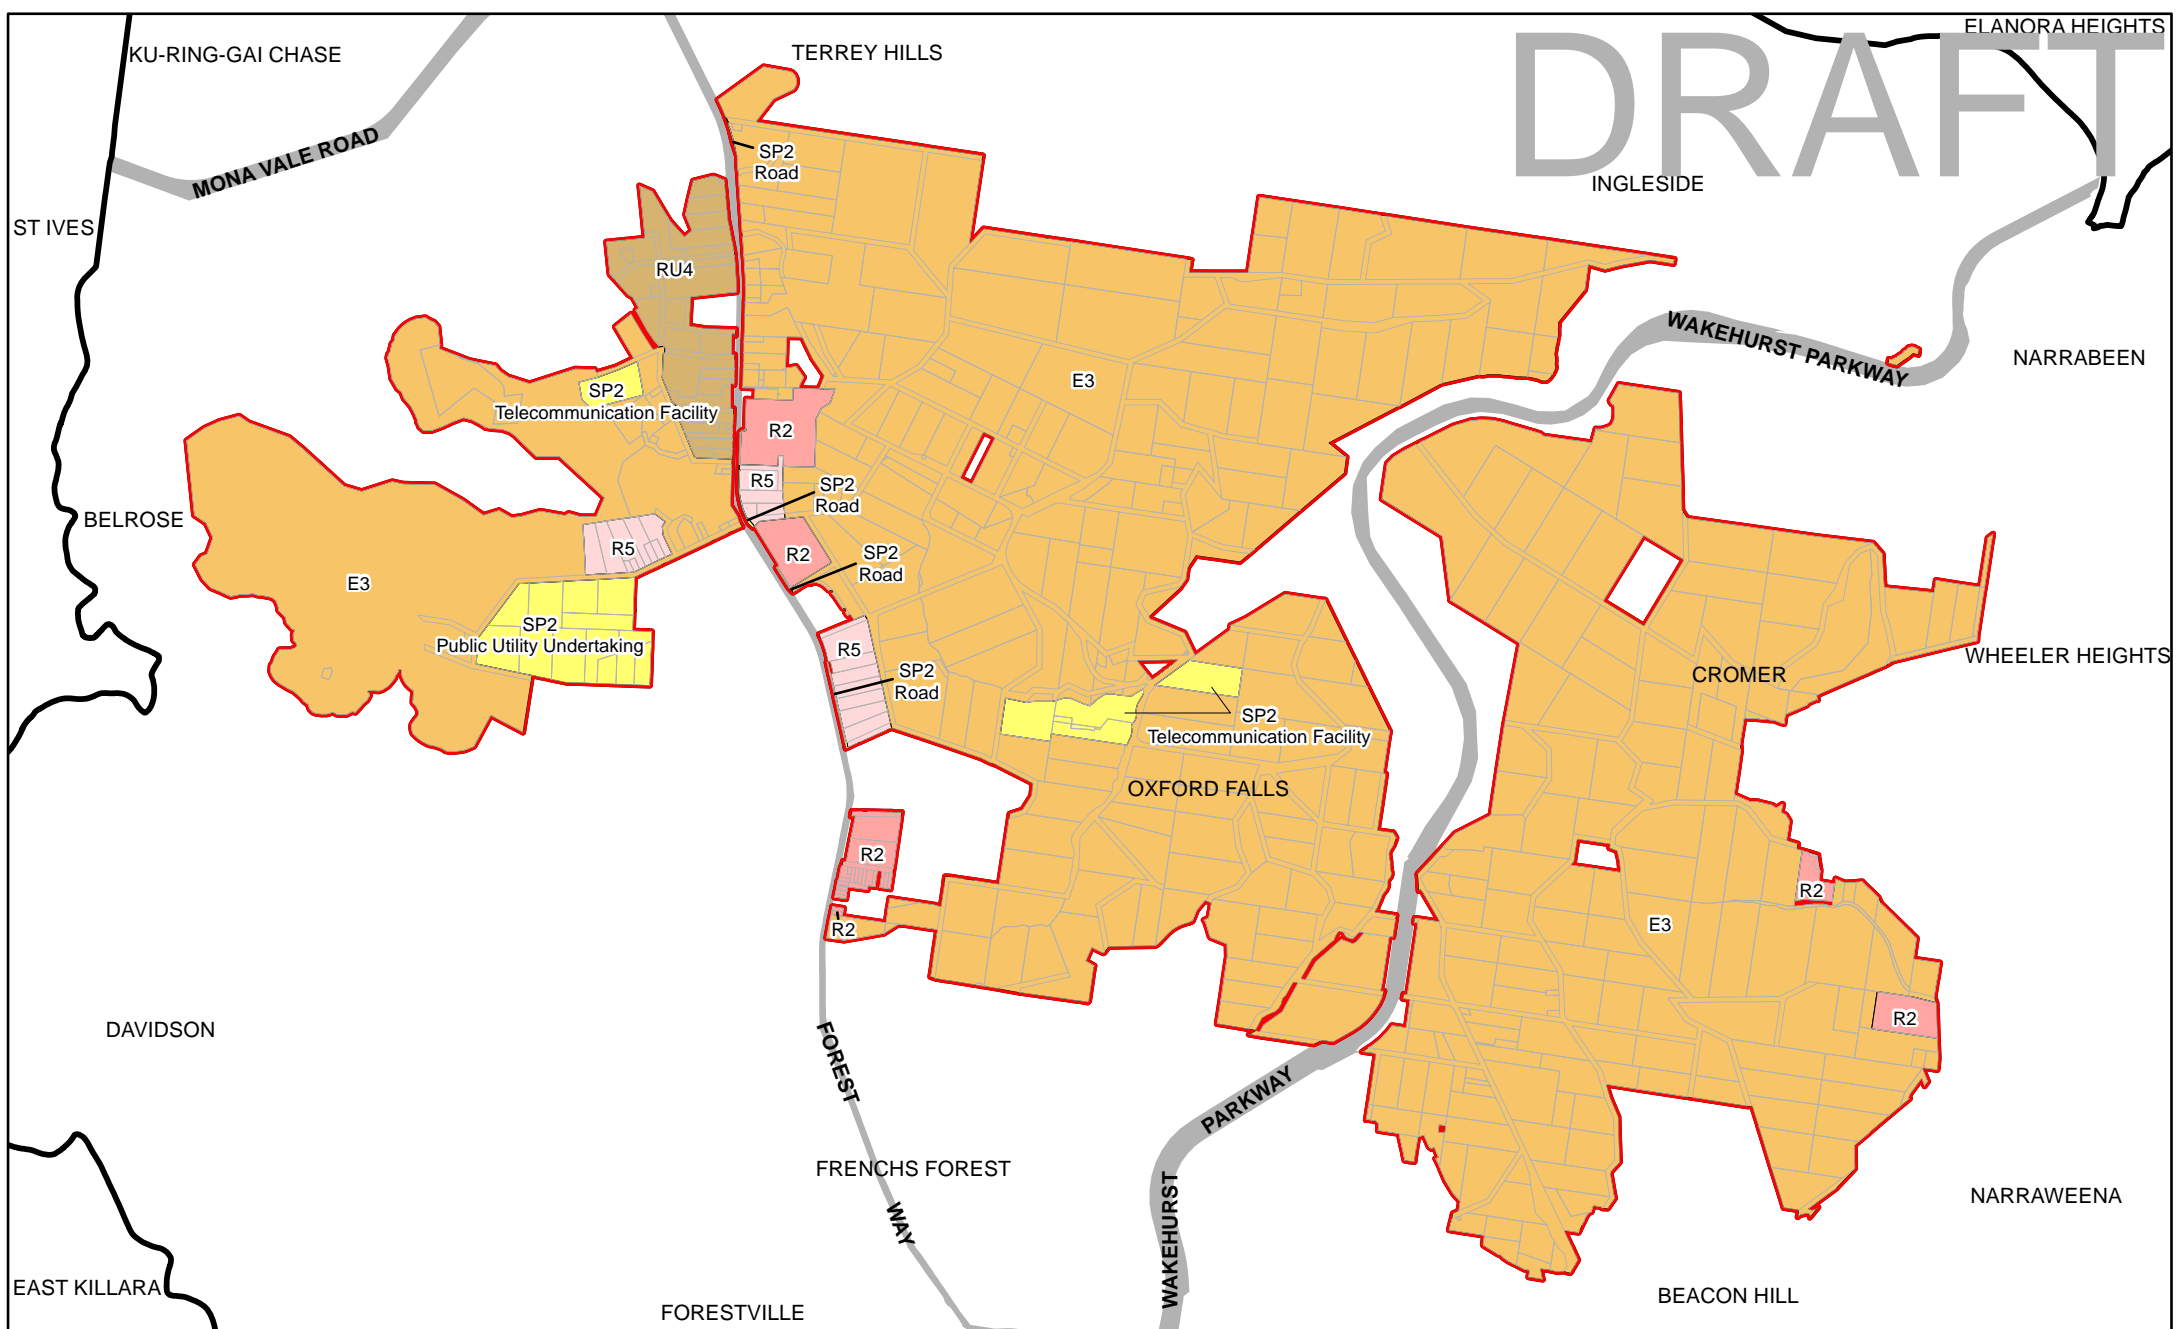 ELANORA HEIGHTS
KU-RING-GAI CHASE
TERREY HILLS
DRAFT
MONA VALE ROAD
SP2
Road
INGLESIDE
ST IVES
RU4
WAKEHURST PARKWAY
NARRABEEN
E3
SP2
Telecommunication Facility
R2
R5
SP2
Road
BELROSE
R5
R2
SP2
Road
E3
SP2
Public Utility Undertaking
R5
SP2
Road
WHEELER HEIGHTS
CROMER
SP2
Telecommunication Facility
OXFORD FALLS
R2
R2
E3
R2
R2
DAVIDSON
FOREST
WAY
PARKWAY
WAKEHURST
FRENCHS FOREST
NARRAWEENA
EAST KILLARA
FORESTVILLE
BEACON HILL